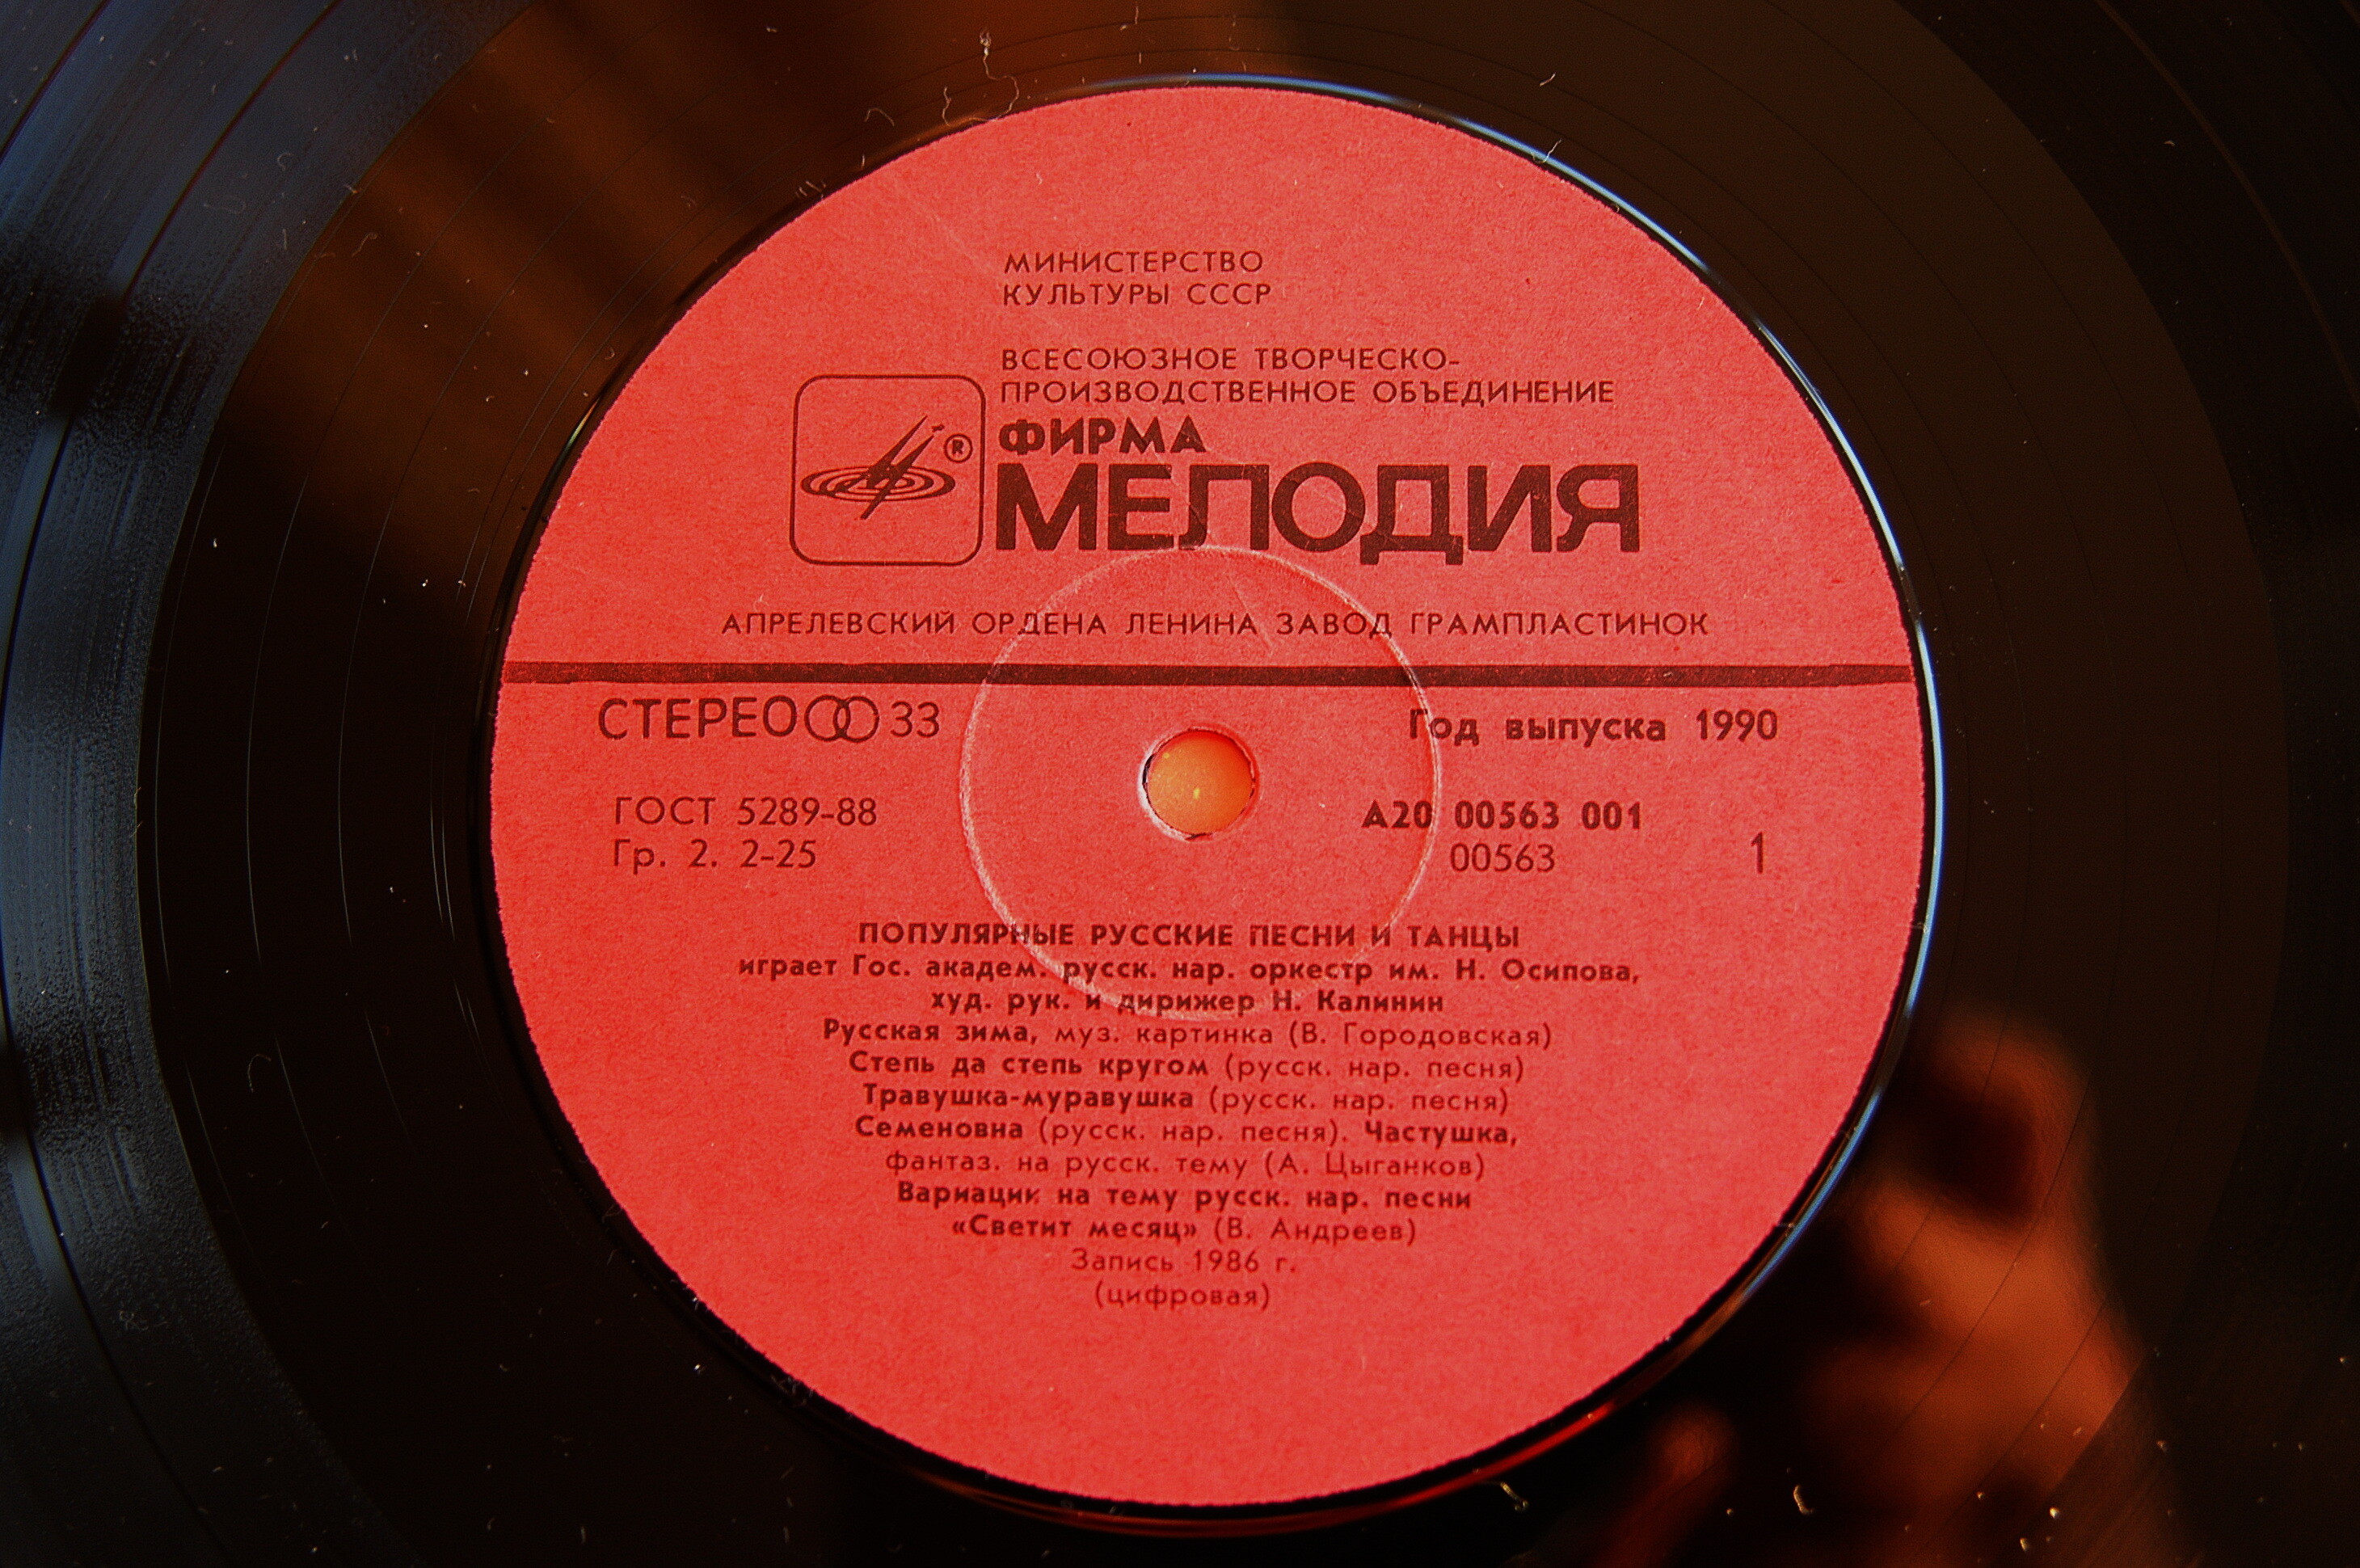 МИНИСТЕРСТВО
КУЛЬТУРЫ СССР
ВСЕСОЮЗНОЕ ТВОРЧЕСКО-
ПРОИЗВОДСТВЕННОЕ ОБЪЕДИНЕНИЕ
ФИРМА
®
МЕЛОДИЯ
АПРЕЛЕВСКИЙ ОРДЕНА ЛЕНИНА ЗАВОД ГРАМПЛАСТИНОК
СТЕРЕО 33
Год выпуска 1990
ГОСТ 5289-88
Гр. 2. 2-25
А20 00563 001
00563
1
ПОПУЛЯРНЫЕ РУССКИЕ ПЕСНИ И ТАНЦЫ
играет Гос. академ. русск. нар. оркестр им. Н. Осипова,
худ. рук. и дирижер Н. Калинин
Русская зима, муз. картинка (В. Городовская)
Степь да степь кругом (русск. нар. песня)
Травушка-муравушка (русск. нар. песня)
Семеновна (русск. нар. песня). Частушка,
фантаз. на русск. тему (А. Цыганков)
Вариации на тему русск. нар. песни
«Светит месяц» (В. Андреев)
Запись 1986 г.
(цифровая)